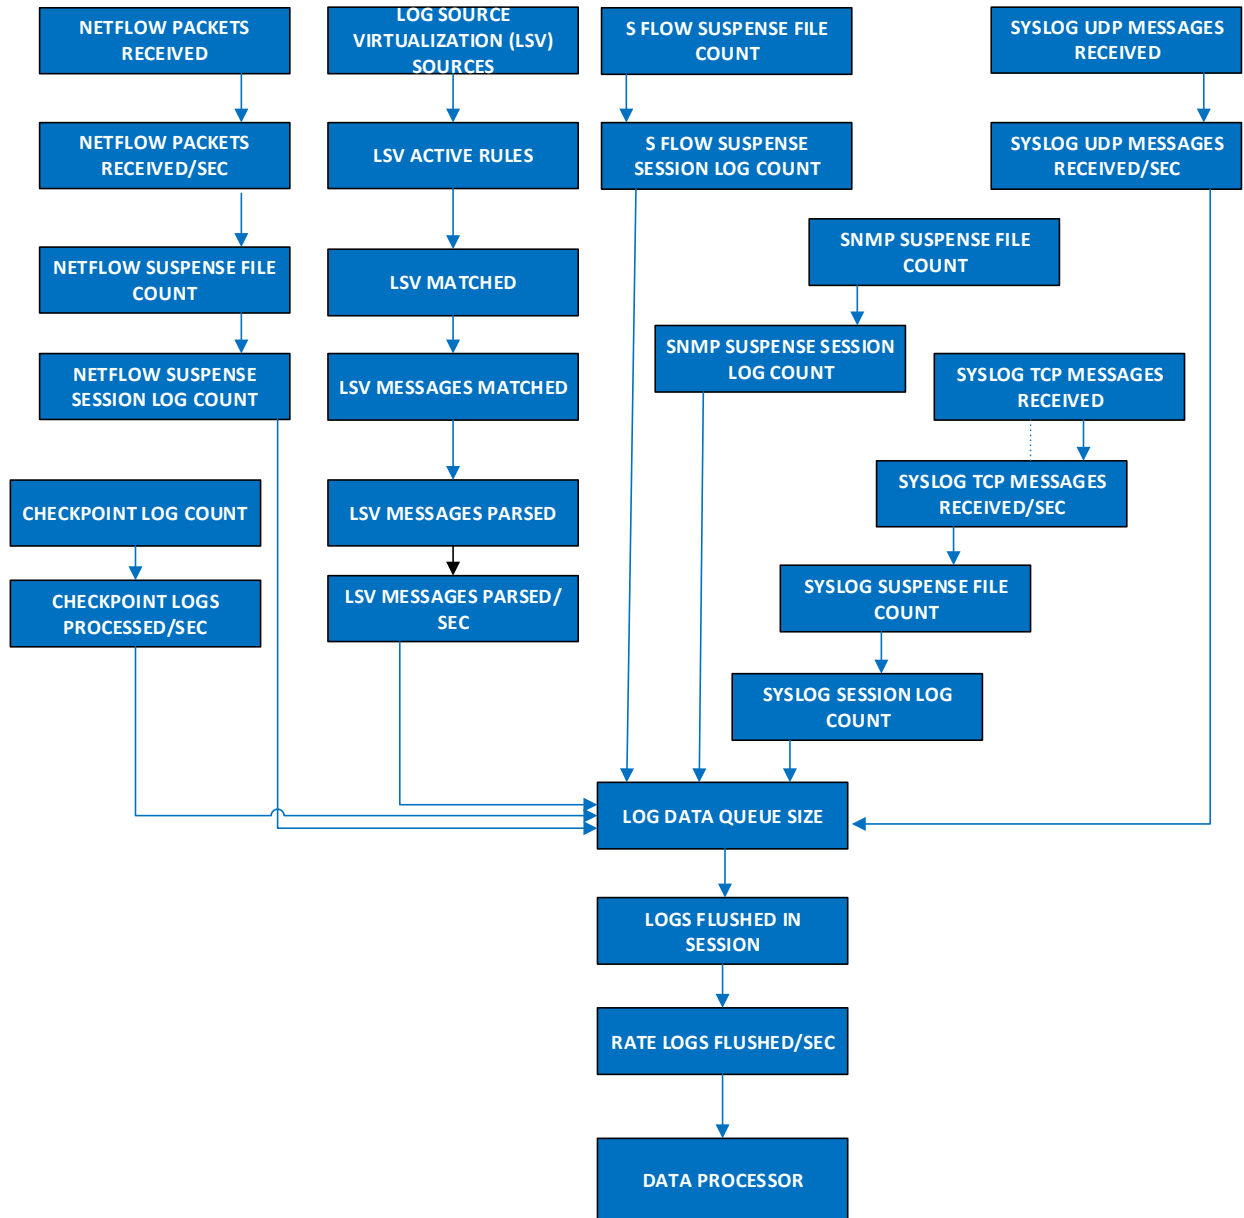 NETFLOW PACKETS
RECEIVED
LOG SOURCE
VIRTUALIZATION (LSV)
SOURCES
S FLOW SUSPENSE FILE
COUNT
SYSLOG UDP MESSAGES
RECEIVED
NETFLOW PACKETS
RECEIVED/SEC
LSV ACTIVE RULES
S FLOW SUSPENSE
SESSION LOG COUNT
SYSLOG UDP MESSAGES
RECEIVED/SEC
NETFLOW SUSPENSE FILE
COUNT
LSV MATCHED
SNMP SUSPENSE FILE
COUNT
NETFLOW SUSPENSE
SESSION LOG COUNT
LSV MESSAGES MATCHED
SNMP SUSPENSE SESSION
LOG COUNT
SYSLOG TCP MESSAGES
RECEIVED
CHECKPOINT LOG COUNT
LSV MESSAGES PARSED
SYSLOG TCP MESSAGES
RECEIVED/SEC
CHECKPOINT LOGS
PROCESSED/SEC
LSV MESSAGES PARSED/
SEC
SYSLOG SUSPENSE FILE
COUNT
SYSLOG SESSION LOG
COUNT
LOG DATA QUEUE SIZE
LOGS FLUSHED IN
SESSION
RATE LOGS FLUSHED/SEC
DATA PROCESSOR